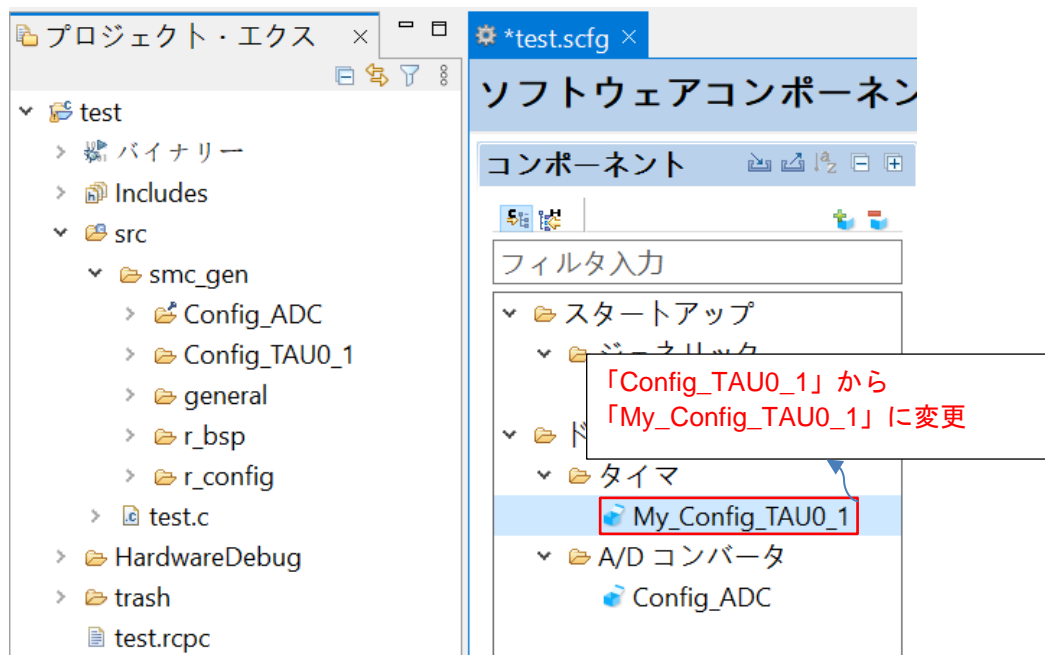 プロジェクト・エクス
test
バイナリー
Includes
src
smc_gen
Config_ADC
Config_TAU0_1
general
r_bsp
r_config
test.c
HardwareDebug
trash
test.rcpc
*test.scfg
ソフトウェアコンポーネン
コンポーネント
フィルタ入力
スタートアップ
「Config_TAU0_1」から
「My_Config_TAU0_1」に変更
タイマ
My_Config_TAU0_1
A/D コンバータ
Config_ADC